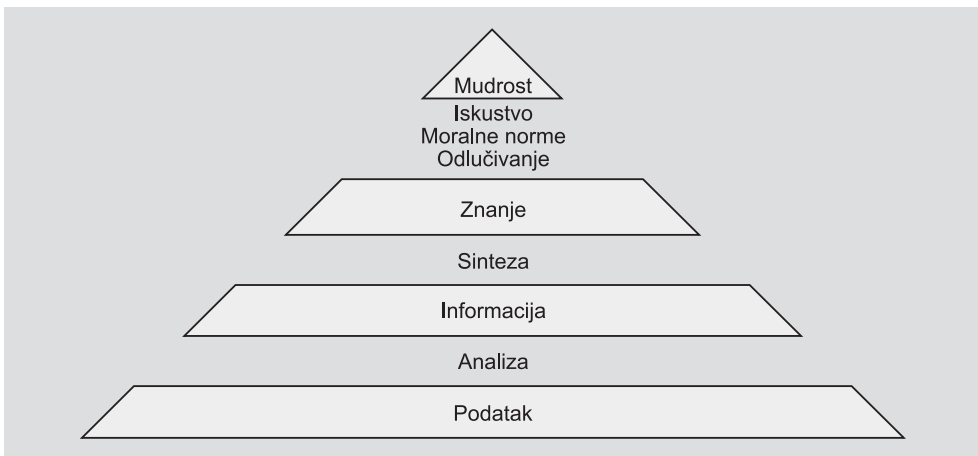 Mudrost
Iskustvo
Moralne norme
Odlučivanje
Znanje
Sinteza
Informacija
Analiza
Podatak